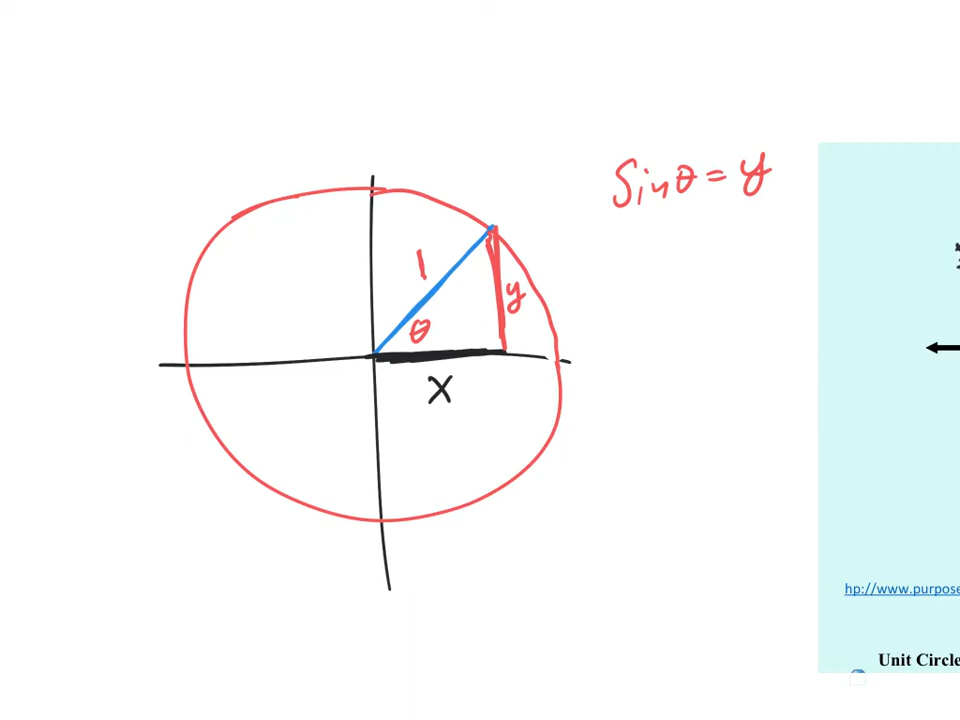 Sinθ = y
1
y
θ
X
hp://www.purpose
Unit Circle